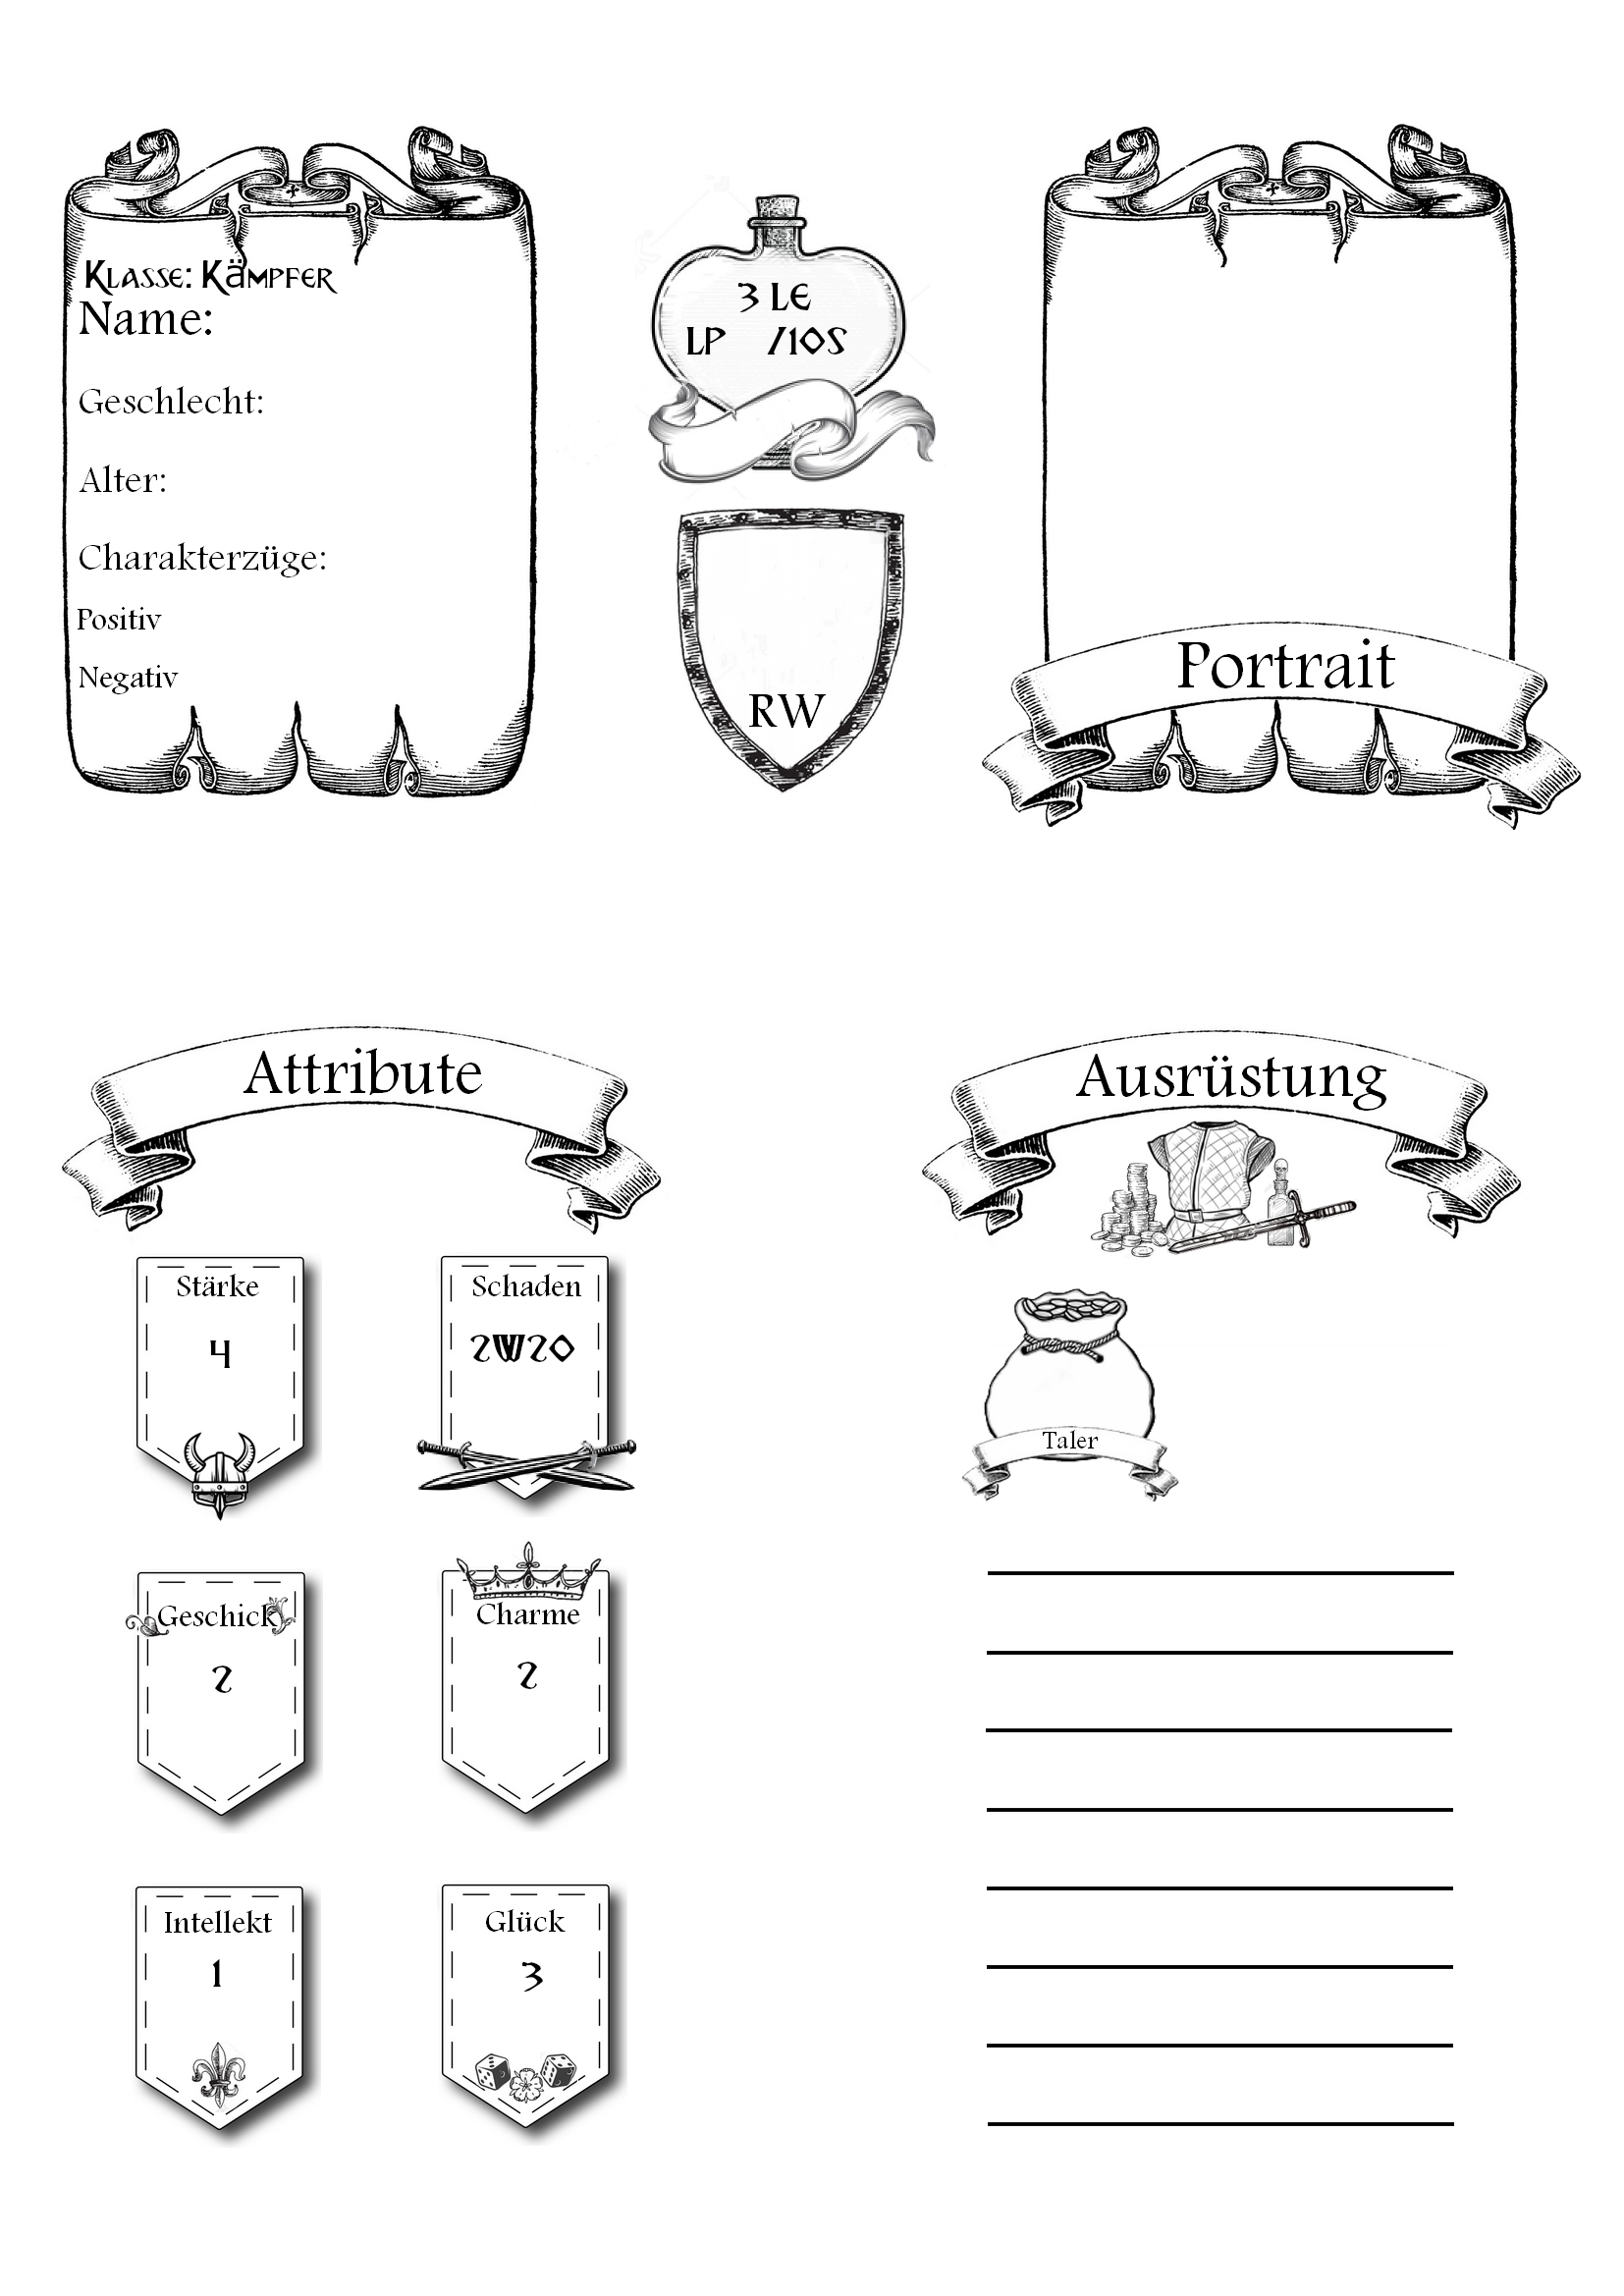 Klasse: Kämpfer
Name:
Geschlecht:
Alter:
Charakterzüge:
Positiv
Negativ
3 LE
LP /105
RW
Portrait
Attribute
Stärke
4
Schaden
2W20
Geschick
2
Charme
2
Intellekt
1
Glück
3
Ausrüstung
Taler